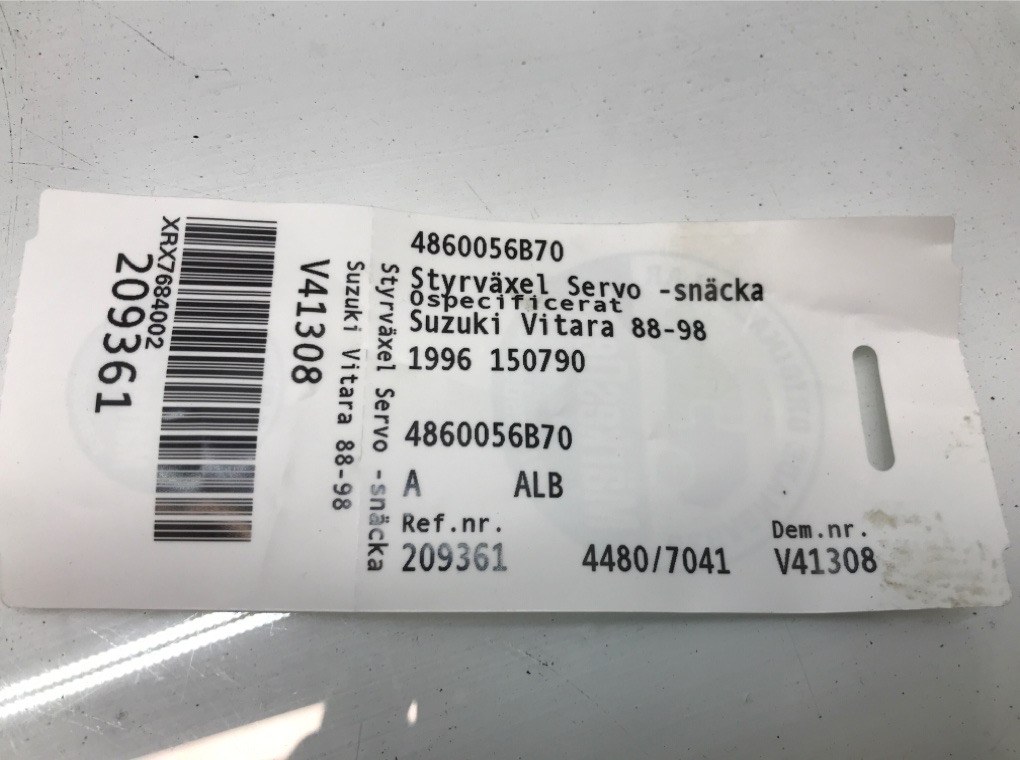 4860056B70
Styrväxel Servo -snäcka
Ospecificerat
Suzuki Vitara 88-98
1996 150790
4860056B70
A ALB
Ref.nr. Dem.nr.
209361 4480/7041 V41308
Styrväxel Servo -snäcka
Suzuki Vitara 88-98
V41308
XRX7684002
209361